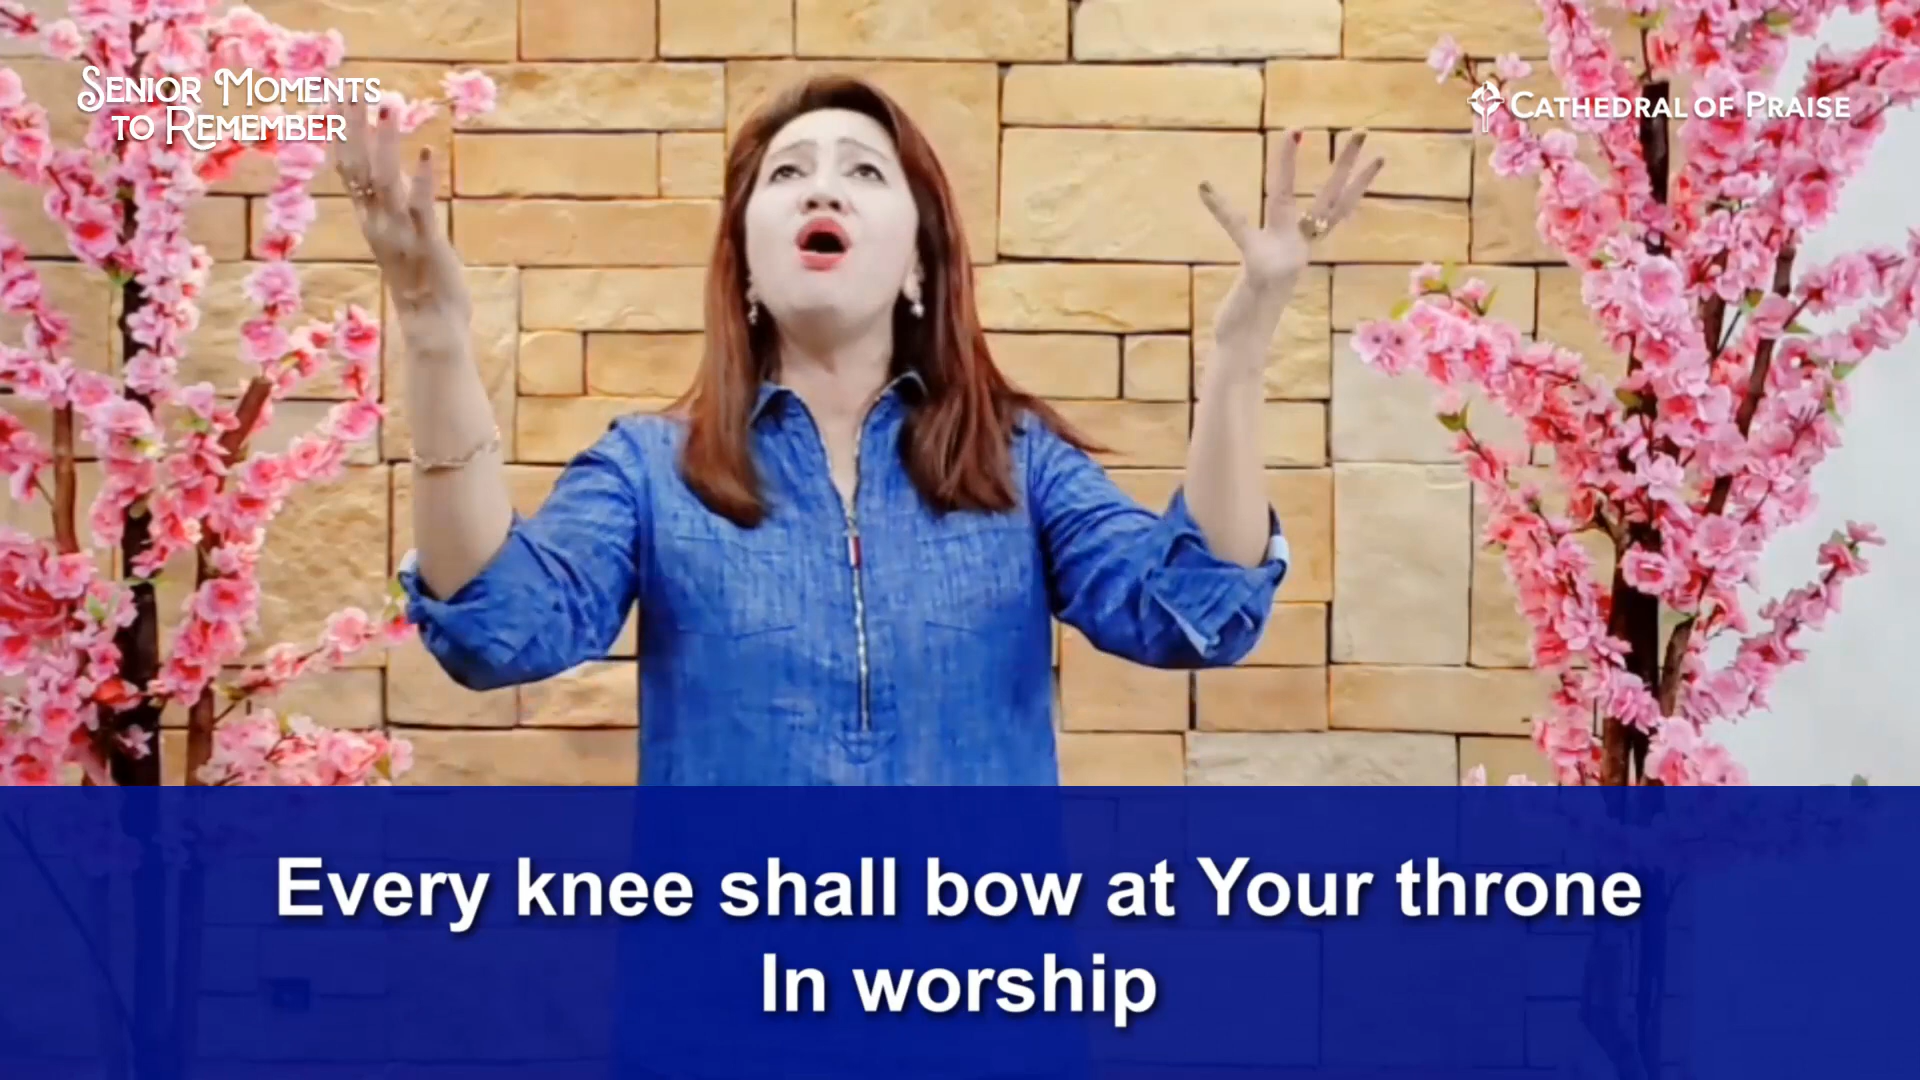 Senior Moments
to Remember
Cathedral of Praise
Every knee shall bow at Your throne
In worship